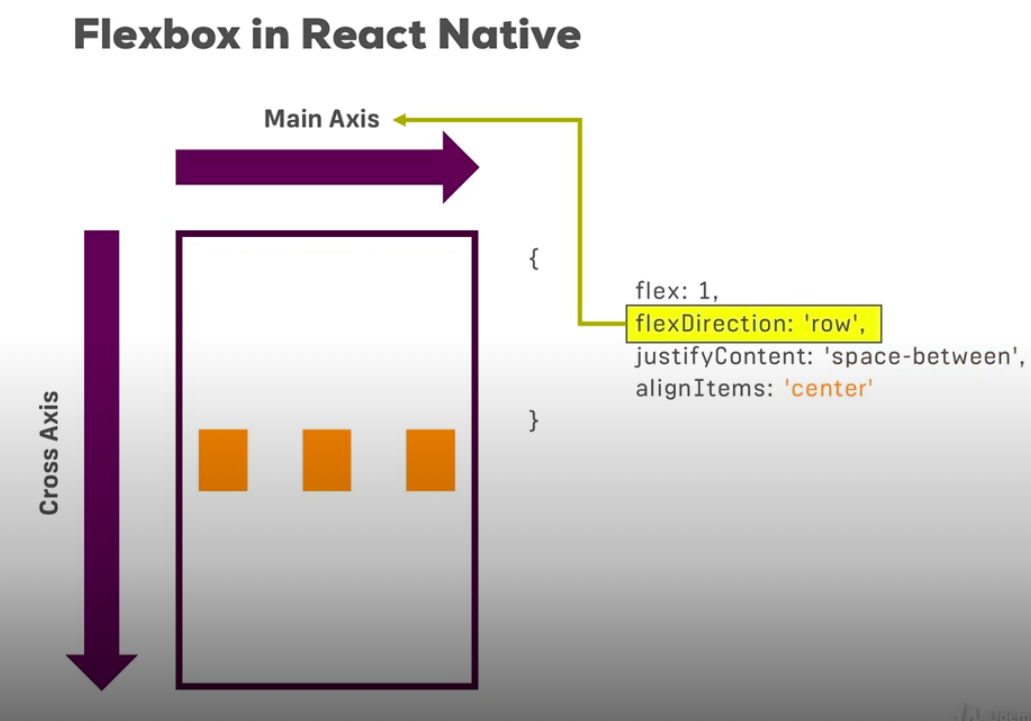 Flexbox in React Native
Main Axis
Cross Axis
{
flex: 1,
flexDirection: 'row',
justifyContent: 'space-between',
alignItems: 'center'
}